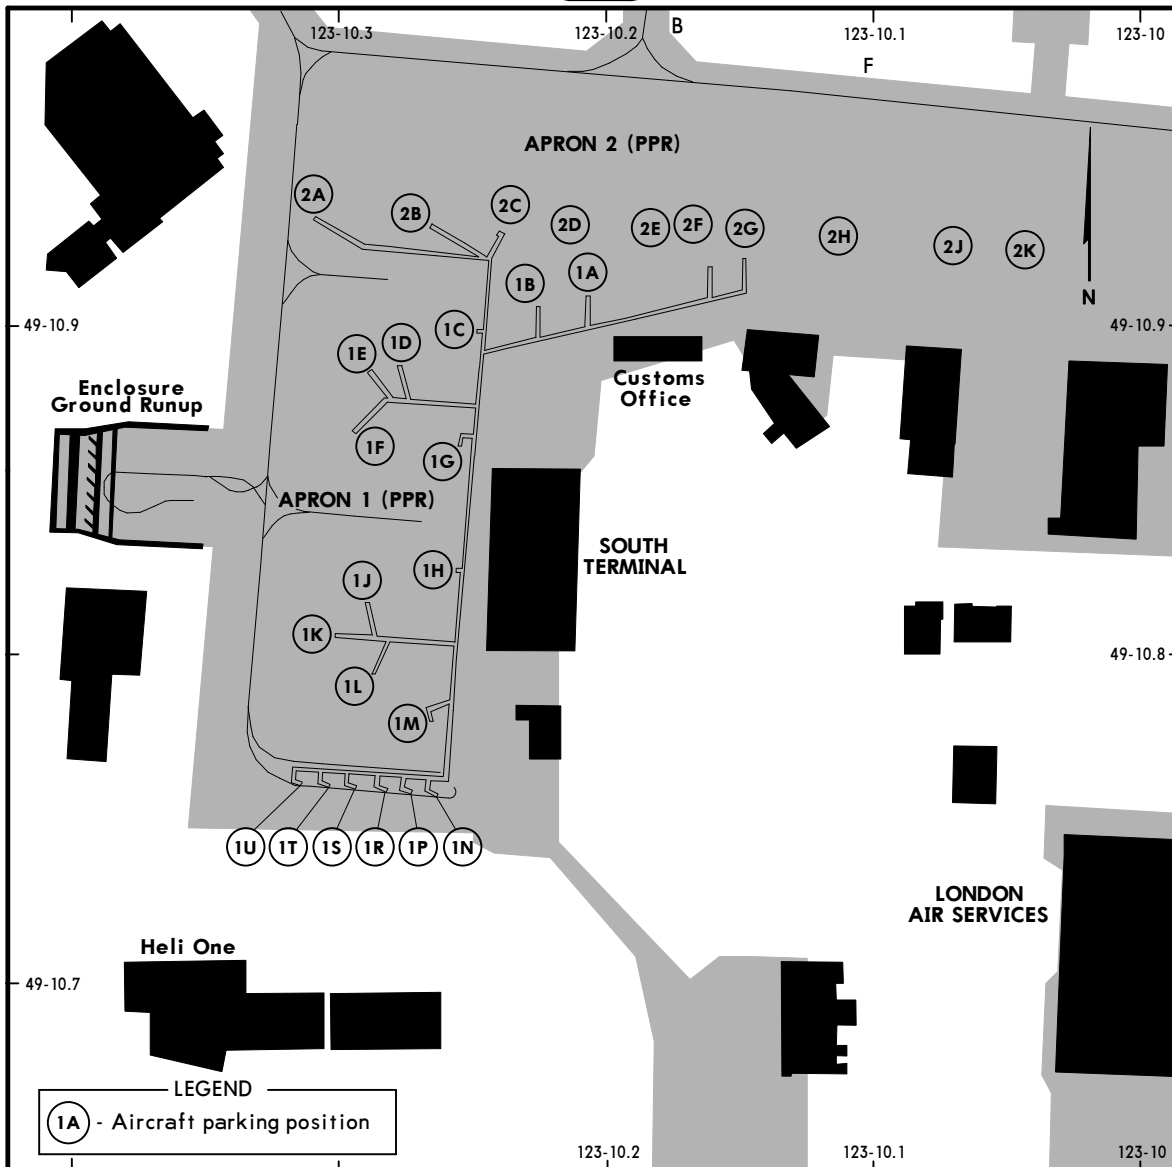 123-10.3
123-10.2
B
123-10.1
123-10
F
APRON 2 (PPR)
2A
2B
2C
2D
2E
2F
2G
2H
2J
2K
1B
1A
N
49-10.9
1C
49-10.9
1E
1D
Enclosure
Ground Runup
Customs
Office
1F
1G
APRON 1 (PPR)
SOUTH
TERMINAL
1H
1J
1K
49-10.8
1L
1M
1U
1T
1S
1R
1P
1N
LONDON
AIR SERVICES
Heli One
49-10.7
LEGEND
1A - Aircraft parking position
123-10.2
123-10.1
123-10